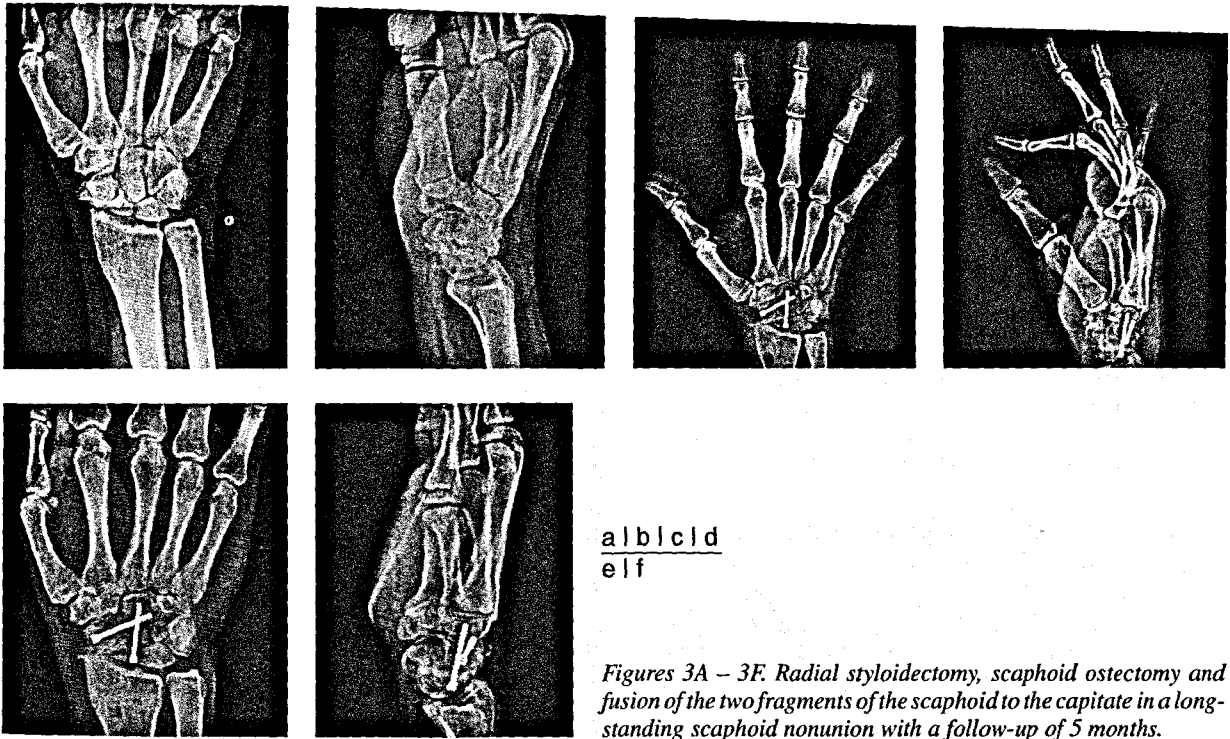 a|b|c|d
e|f
Figures 3A – 3F. Radial styloidectomy, scaphoid ostectomy and
fusion of the two fragments of the scaphoid to the capitate in a long-
standing scaphoid nonunion with a follow-up of 5 months.